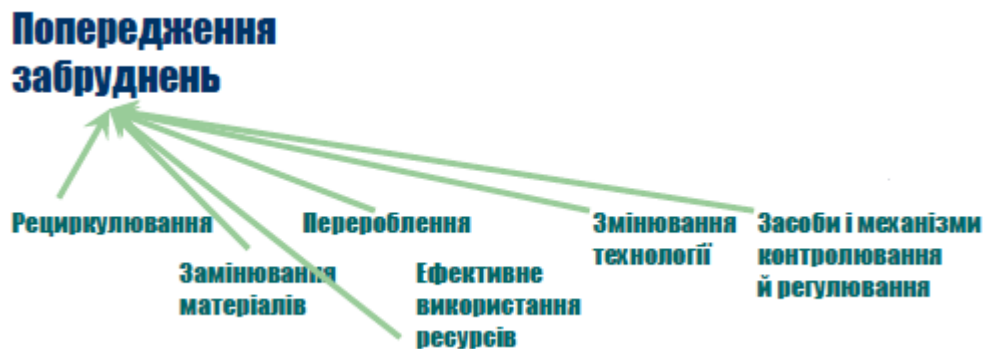 Попередження
забруднень
Рециркулювання
Замінювання
матеріалів
Перероблення
Ефективне
використання
ресурсів
Змінювання
технології
Засоби і механізми
контролювання
й регулювання